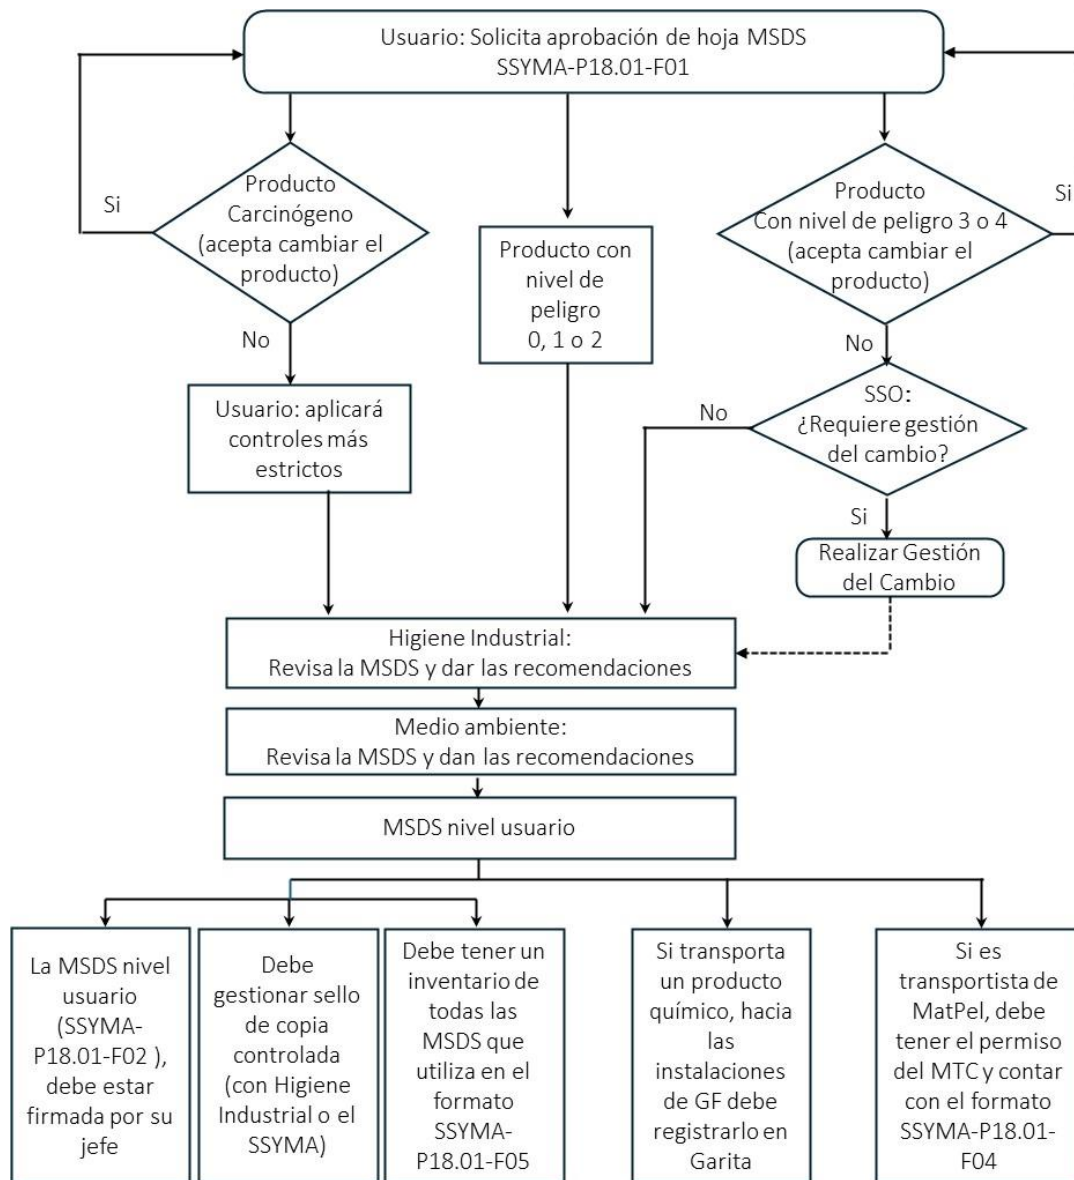 Usuario: Solicita aprobación de hoja MSDS
SSYMA-P18.01-F01
Si
Producto
Carcinógeno
(acepta cambiar el
producto)
No
Usuario: aplicará
controles más
estrictos
Producto con
nivel de
peligro
0, 1 o 2
Producto
Con nivel de peligro 3 o 4
(acepta cambiar el
producto)
Si
No
SSO:
¿Requiere gestión
del cambio?
No
Si
Realizar Gestión
del Cambio
Higiene Industrial:
Revisa la MSDS y dar las recomendaciones
Medio ambiente:
Revisa la MSDS y dan las recomendaciones
MSDS nivel usuario
La MSDS nivel
usuario
(SSYMA-
P18.01-F02 ),
debe estar
firmada por su
jefe
Debe
gestionar sello
de copia
controlada
(con Higiene
Industrial o el
SSYMA)
Debe tener un
inventario de
todas las
MSDS que
utiliza en el
formato
SSYMA-
P18.01-F05
Si transporta
un producto
químico, hacia
las
instalaciones
de GF debe
registrarlo en
Garita
Si es
transportista de
MatPel, debe
tener el permiso
del MTC y contar
con el formato
SSYMA-P18.01-
F04